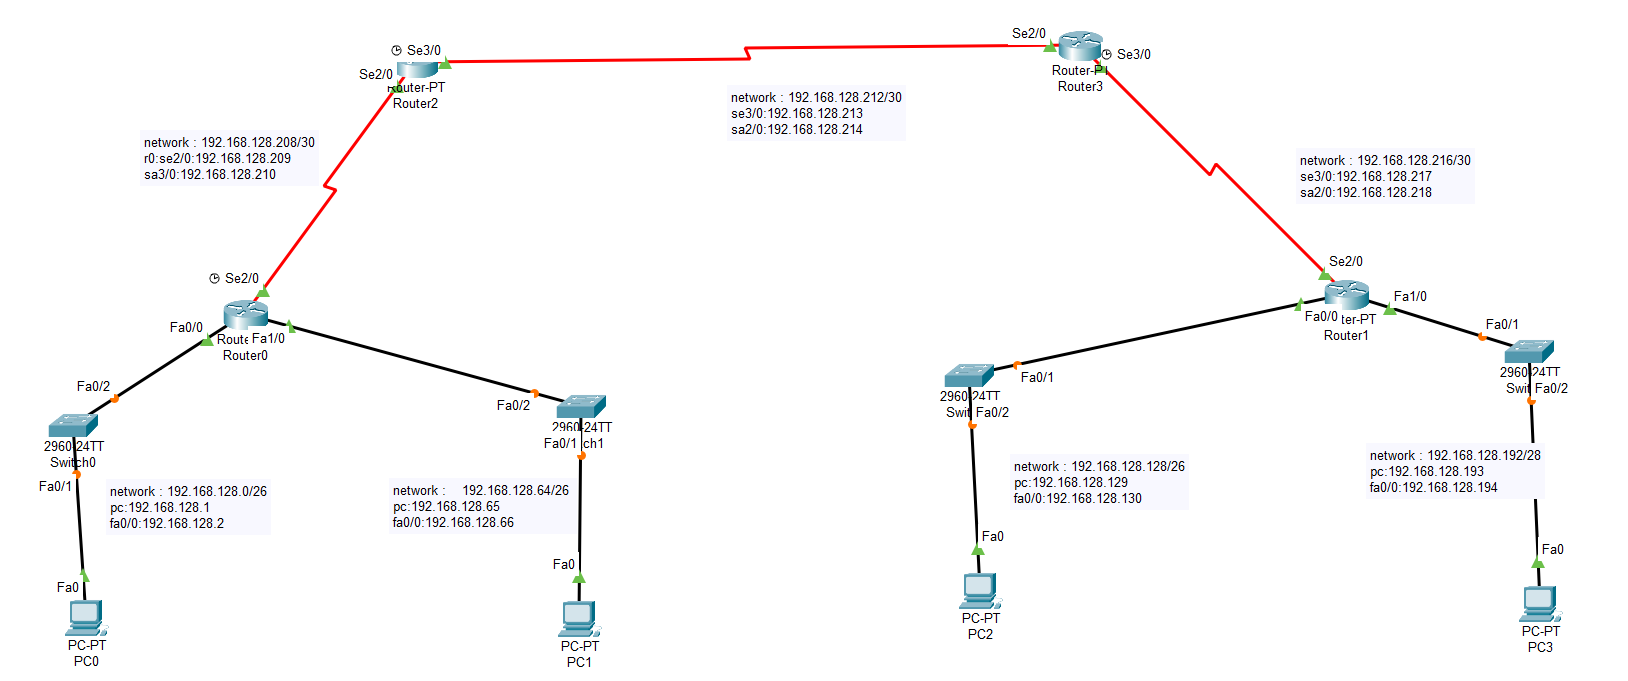 Se3/0
Se2/0
Router-PT
Router2
Se2/0
Se3/0
Router-P
Router3
network : 192.168.128.212/30
se3/0:192.168.128.213
sa2/0:192.168.128.214
network : 192.168.128.208/30
r0:se2/0:192.168.128.209
sa3/0:192.168.128.210
network : 192.168.128.216/30
se3/0:192.168.128.217
sa2/0:192.168.128.218
Se2/0
Fa0/0
Fa1/0
Router0
Se2/0
Fa1/0
Fa0/0
ter-PT
Router1
Fa0/1
Fa0/2
Fa0/2
Fa0/1
2960-24TT
Fa0/2
2960-24TT
Fa0/2
2960-24TT
Fa0/1 ch1
2960-24TT
Switch0
Fa0/1
network : 192.168.128.0/26
pc:192.168.128.1
fa0/0:192.168.128.2
network : 192.168.128.64/26
pc:192.168.128.65
fa0/0:192.168.128.66
network : 192.168.128.128/26
pc:192.168.128.129
fa0/0:192.168.128.130
network : 192.168.128.192/28
pc:192.168.128.193
fa0/0:192.168.128.194
Fa0
PC-PT
PC0
Fa0
PC-PT
PC1
Fa0
PC-PT
PC2
Fa0
PC-PT
PC3